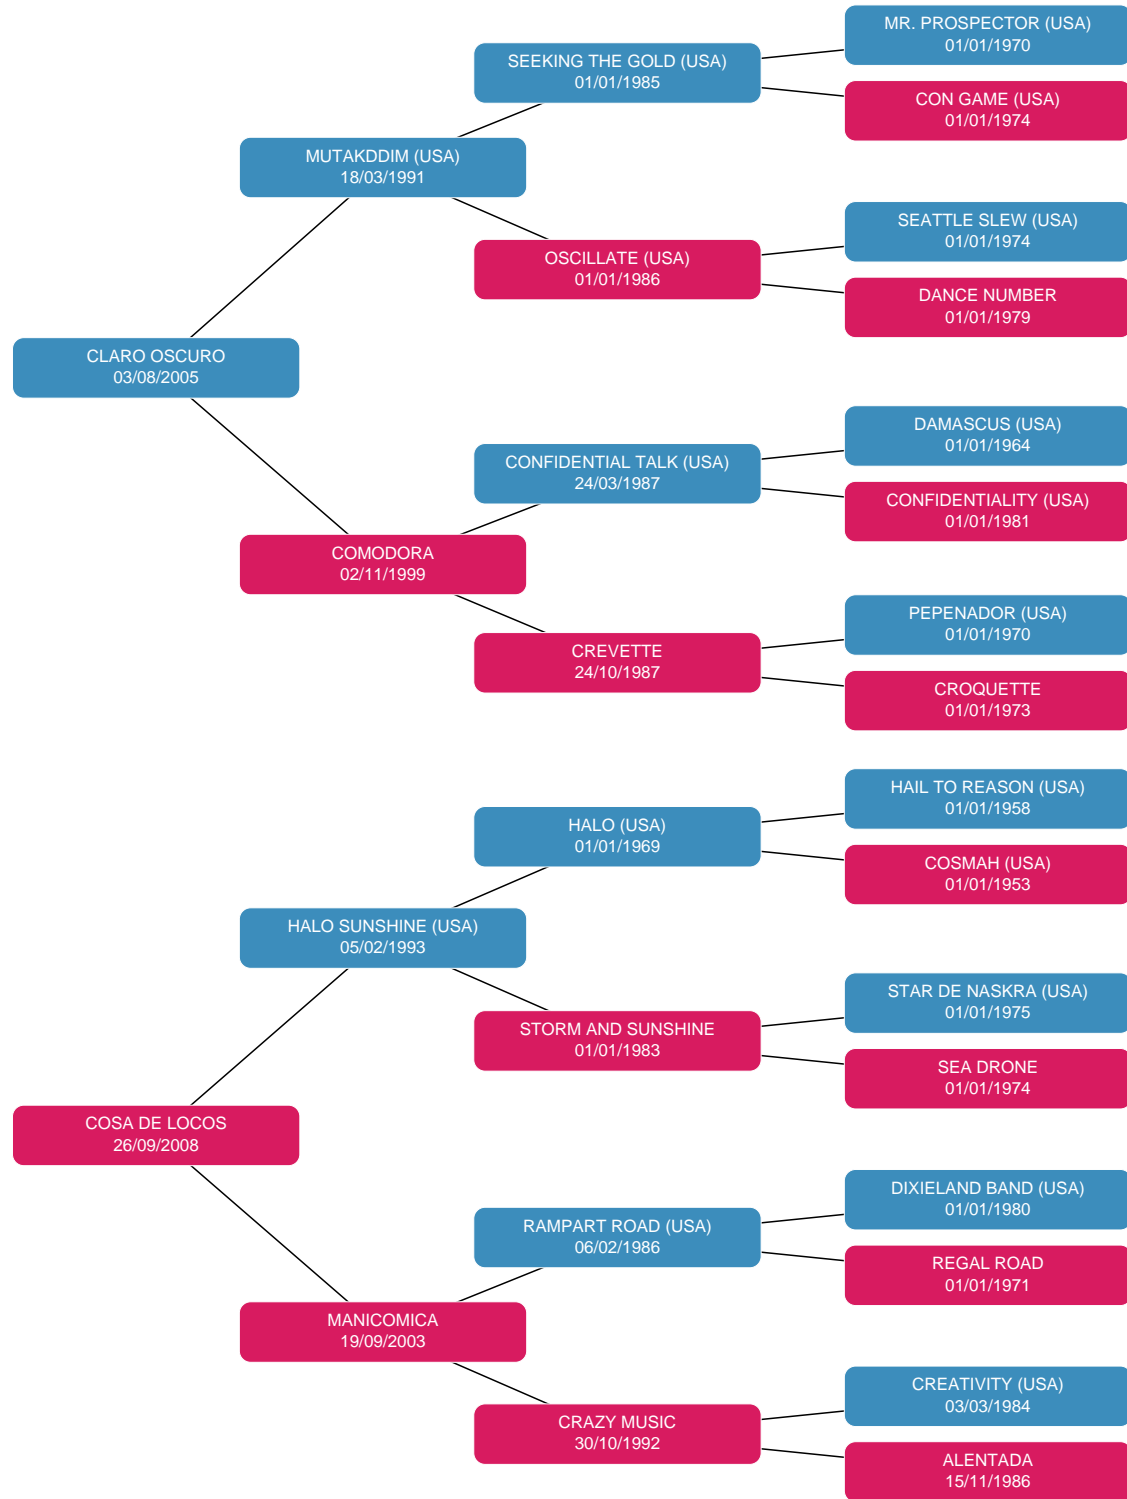 MR. PROSPECTOR (USA)
01/01/1970
SEEKING THE GOLD (USA)
01/01/1985
CON GAME (USA)
01/01/1974
MUTAKDDIM (USA)
18/03/1991
SEATTLE SLEW (USA)
01/01/1974
OSCILLATE (USA)
01/01/1986
DANCE NUMBER
01/01/1979
CLARO OSCURO
03/08/2005
DAMASCUS (USA)
01/01/1964
CONFIDENTIAL TALK (USA)
24/03/1987
CONFIDENTIALITY (USA)
01/01/1981
COMODORA
02/11/1999
PEPENADOR (USA)
01/01/1970
CREVETTE
24/10/1987
CROQUETTE
01/01/1973
HAIL TO REASON (USA)
01/01/1958
HALO (USA)
01/01/1969
COSMAH (USA)
01/01/1953
HALO SUNSHINE (USA)
05/02/1993
STAR DE NASKRA (USA)
01/01/1975
STORM AND SUNSHINE
01/01/1983
SEA DRONE
01/01/1974
COSA DE LOCOS
26/09/2008
DIXIELAND BAND (USA)
01/01/1980
RAMPART ROAD (USA)
06/02/1986
REGAL ROAD
01/01/1971
MANICOMICA
19/09/2003
CREATIVITY (USA)
03/03/1984
CRAZY MUSIC
30/10/1992
ALENTADA
15/11/1986